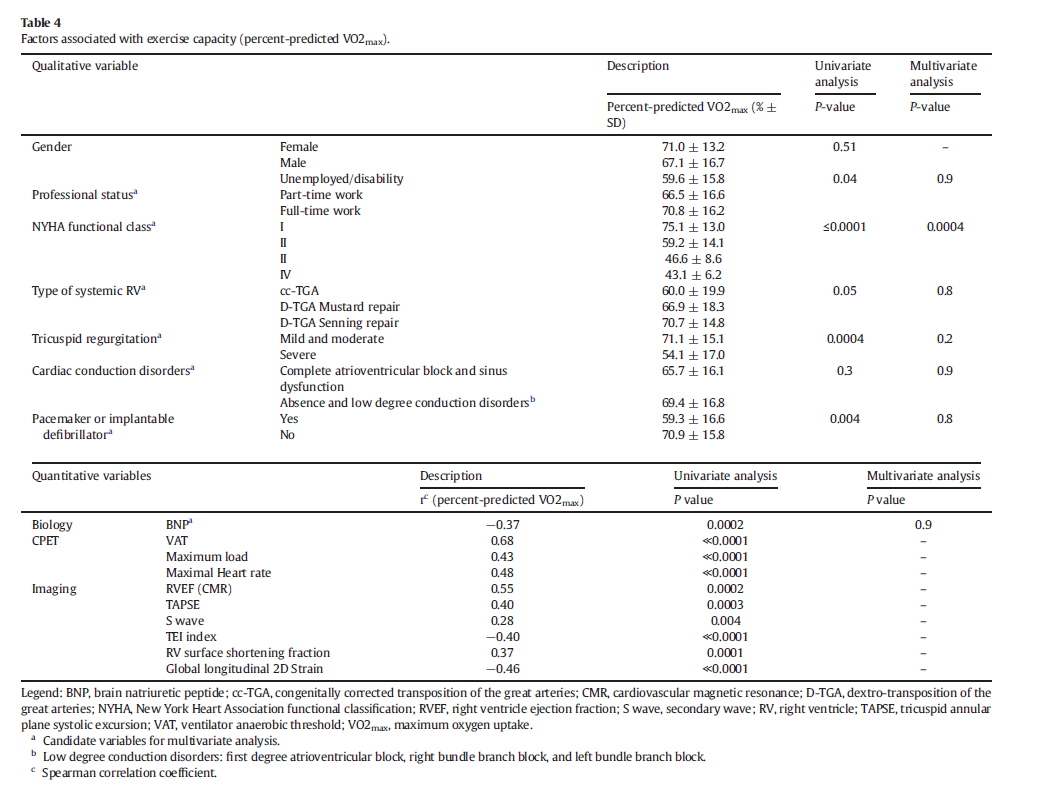 Table 4
Factors associated with exercise capacity (percent-predicted VO2max).
Qualitative variable Description Univariate analysis Multivariate analysis
Percent-predicted VO2max (% ± SD) P-value P-value
Gender Female 71.0 ± 13.2 0.51 –
Male 67.1 ± 16.7
Unemployed/disability 59.6 ± 15.8 0.04 0.9
Professional statusa Part-time work 66.5 ± 16.6
Full-time work 70.8 ± 16.2
NYHA functional classa I 75.1 ± 13.0 ≤0.0001 0.0004
II 59.2 ± 14.1
II 46.6 ± 8.6
IV 43.1 ± 6.2
Type of systemic RVa cc-TGA 60.0 ± 19.9 0.05 0.8
D-TGA Mustard repair 66.9 ± 18.3
D-TGA Senning repair 70.7 ± 14.8
Tricuspid regurgitationa Mild and moderate 71.1 ± 15.1 0.0004 0.2
Severe 54.1 ± 17.0
Cardiac conduction disordersa Complete atrioventricular block and sinus 65.7 ± 16.1 0.3 0.9
dysfunction
Absence and low degree conduction disordersb 69.4 ± 16.8
Pacemaker or implantable Yes 59.3 ± 16.6 0.004 0.8
defibrillatora No 70.9 ± 15.8
Quantitative variables Description Univariate analysis Multivariate analysis
rc (percent-predicted VO2max) P value P value
Biology BNPa −0.37 0.0002 0.9
CPET VAT 0.68 ≪0.0001 –
Maximum load 0.43 ≪0.0001 –
Maximal Heart rate 0.48 ≪0.0001 –
Imaging RVEF (CMR) 0.55 0.0002 –
TAPSE 0.40 0.0003 –
S wave 0.28 0.004 –
TEI index −0.40 ≪0.0001 –
RV surface shortening fraction 0.37 0.0001 –
Global longitudinal 2D Strain −0.46 ≪0.0001 –
Legend: BNP, brain natriuretic peptide; cc-TGA, congenitally corrected transposition of the great arteries; CMR, cardiovascular magnetic resonance; D-TGA, dextro-transposition of the
great arteries; NYHA, New York Heart Association functional classification; RVEF, right ventricle ejection fraction; S wave, secondary wave; RV, right ventricle; TAPSE, tricuspid annular
plane systolic excursion; VAT, ventilator anaerobic threshold; VO2max, maximum oxygen uptake.
a Candidate variables for multivariate analysis.
b Low degree conduction disorders: first degree atrioventricular block, right bundle branch block, and left bundle branch block.
c Spearman correlation coefficient.